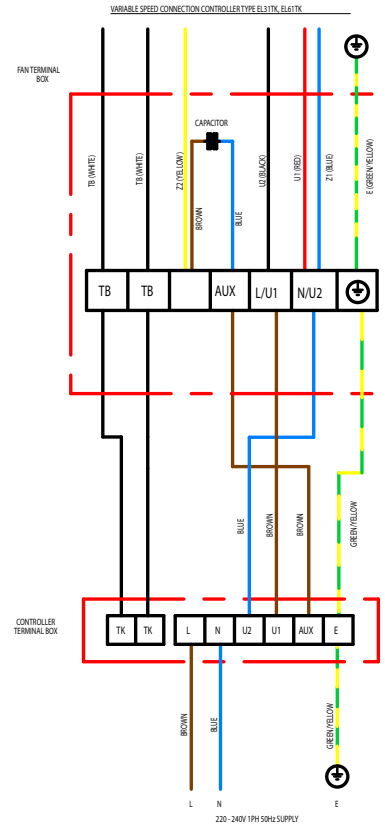 VARIABLE SPEED CONNECTION CONTROLLER TYPE EL31TK, EL61TK
FAN TERMINAL
BOX
CAPACITOR
TB (WHITE)
TB (WHITE)
Z2 (YELLOW)
BROWN
BLUE
U2 (BLACK)
U1 (RED)
Z1 (BLUE)
E (GREEN/YELLOW)
TB
TB
AUX
L/U1
N/U2
BLUE
BROWN
BROWN
GREEN/YELLOW
CONTROLLER
TERMINAL BOX
TK
TK
L
N
U2
U1
AUX
E
BROWN
BLUE
GREEN/YELLOW
L
N
E
220 - 240V 1PH 50Hz SUPPLY